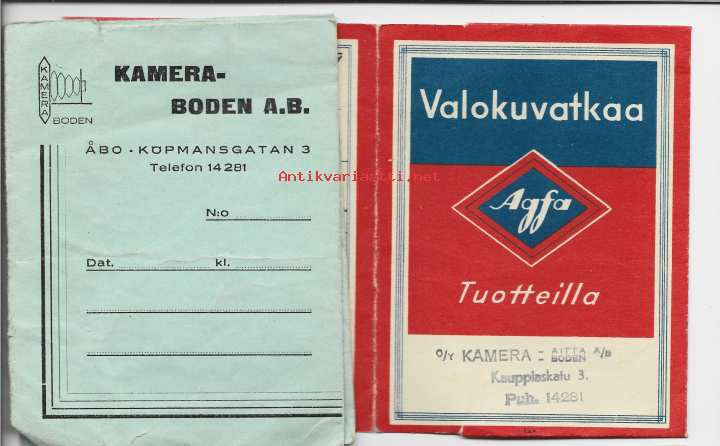 KAMERA
BODEN
KAMERA-
BODEN A.B.
ÅBO - KÖPMANSGATAN 3
Telefon 14281
N:o
Dat. kl.
Valokuvatkaa
Agfa
Tuotteilla
O/Y KAMERA - AITTA A/B
BODEN
Kauppiaskatu 3.
Puh. 14281
Antikvariaatti.net